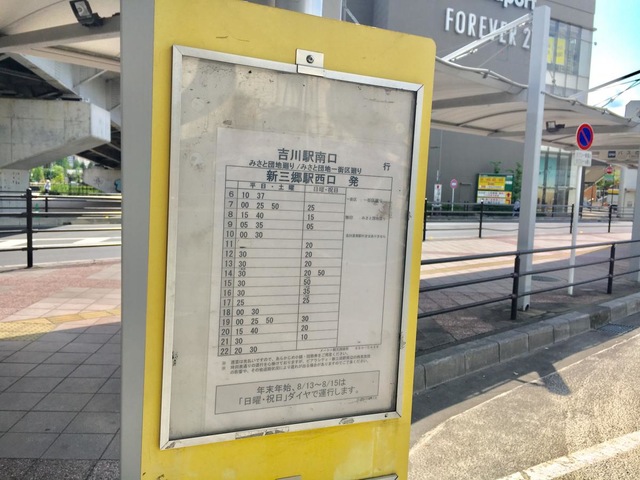 FOREVER 2
吉川駅南口
みさと団地廻り/みさと団地一街区廻り 行
新三郷駅西口 発
平日・土曜 日曜・祝日
6 10 37
7 00 25 50 25
8 15 40 15
9 05 35 05
10 00 30
11 — 20
12 30 20
13 30 20
14 30 20 50
15 30 50
16 30 35
17 25 25
18 00 30
19 00 25 50 30
20 15 40 20
21 30 10
22 20 30
年末年始、8/13～8/15は
「日曜・祝日」ダイヤで運行します。